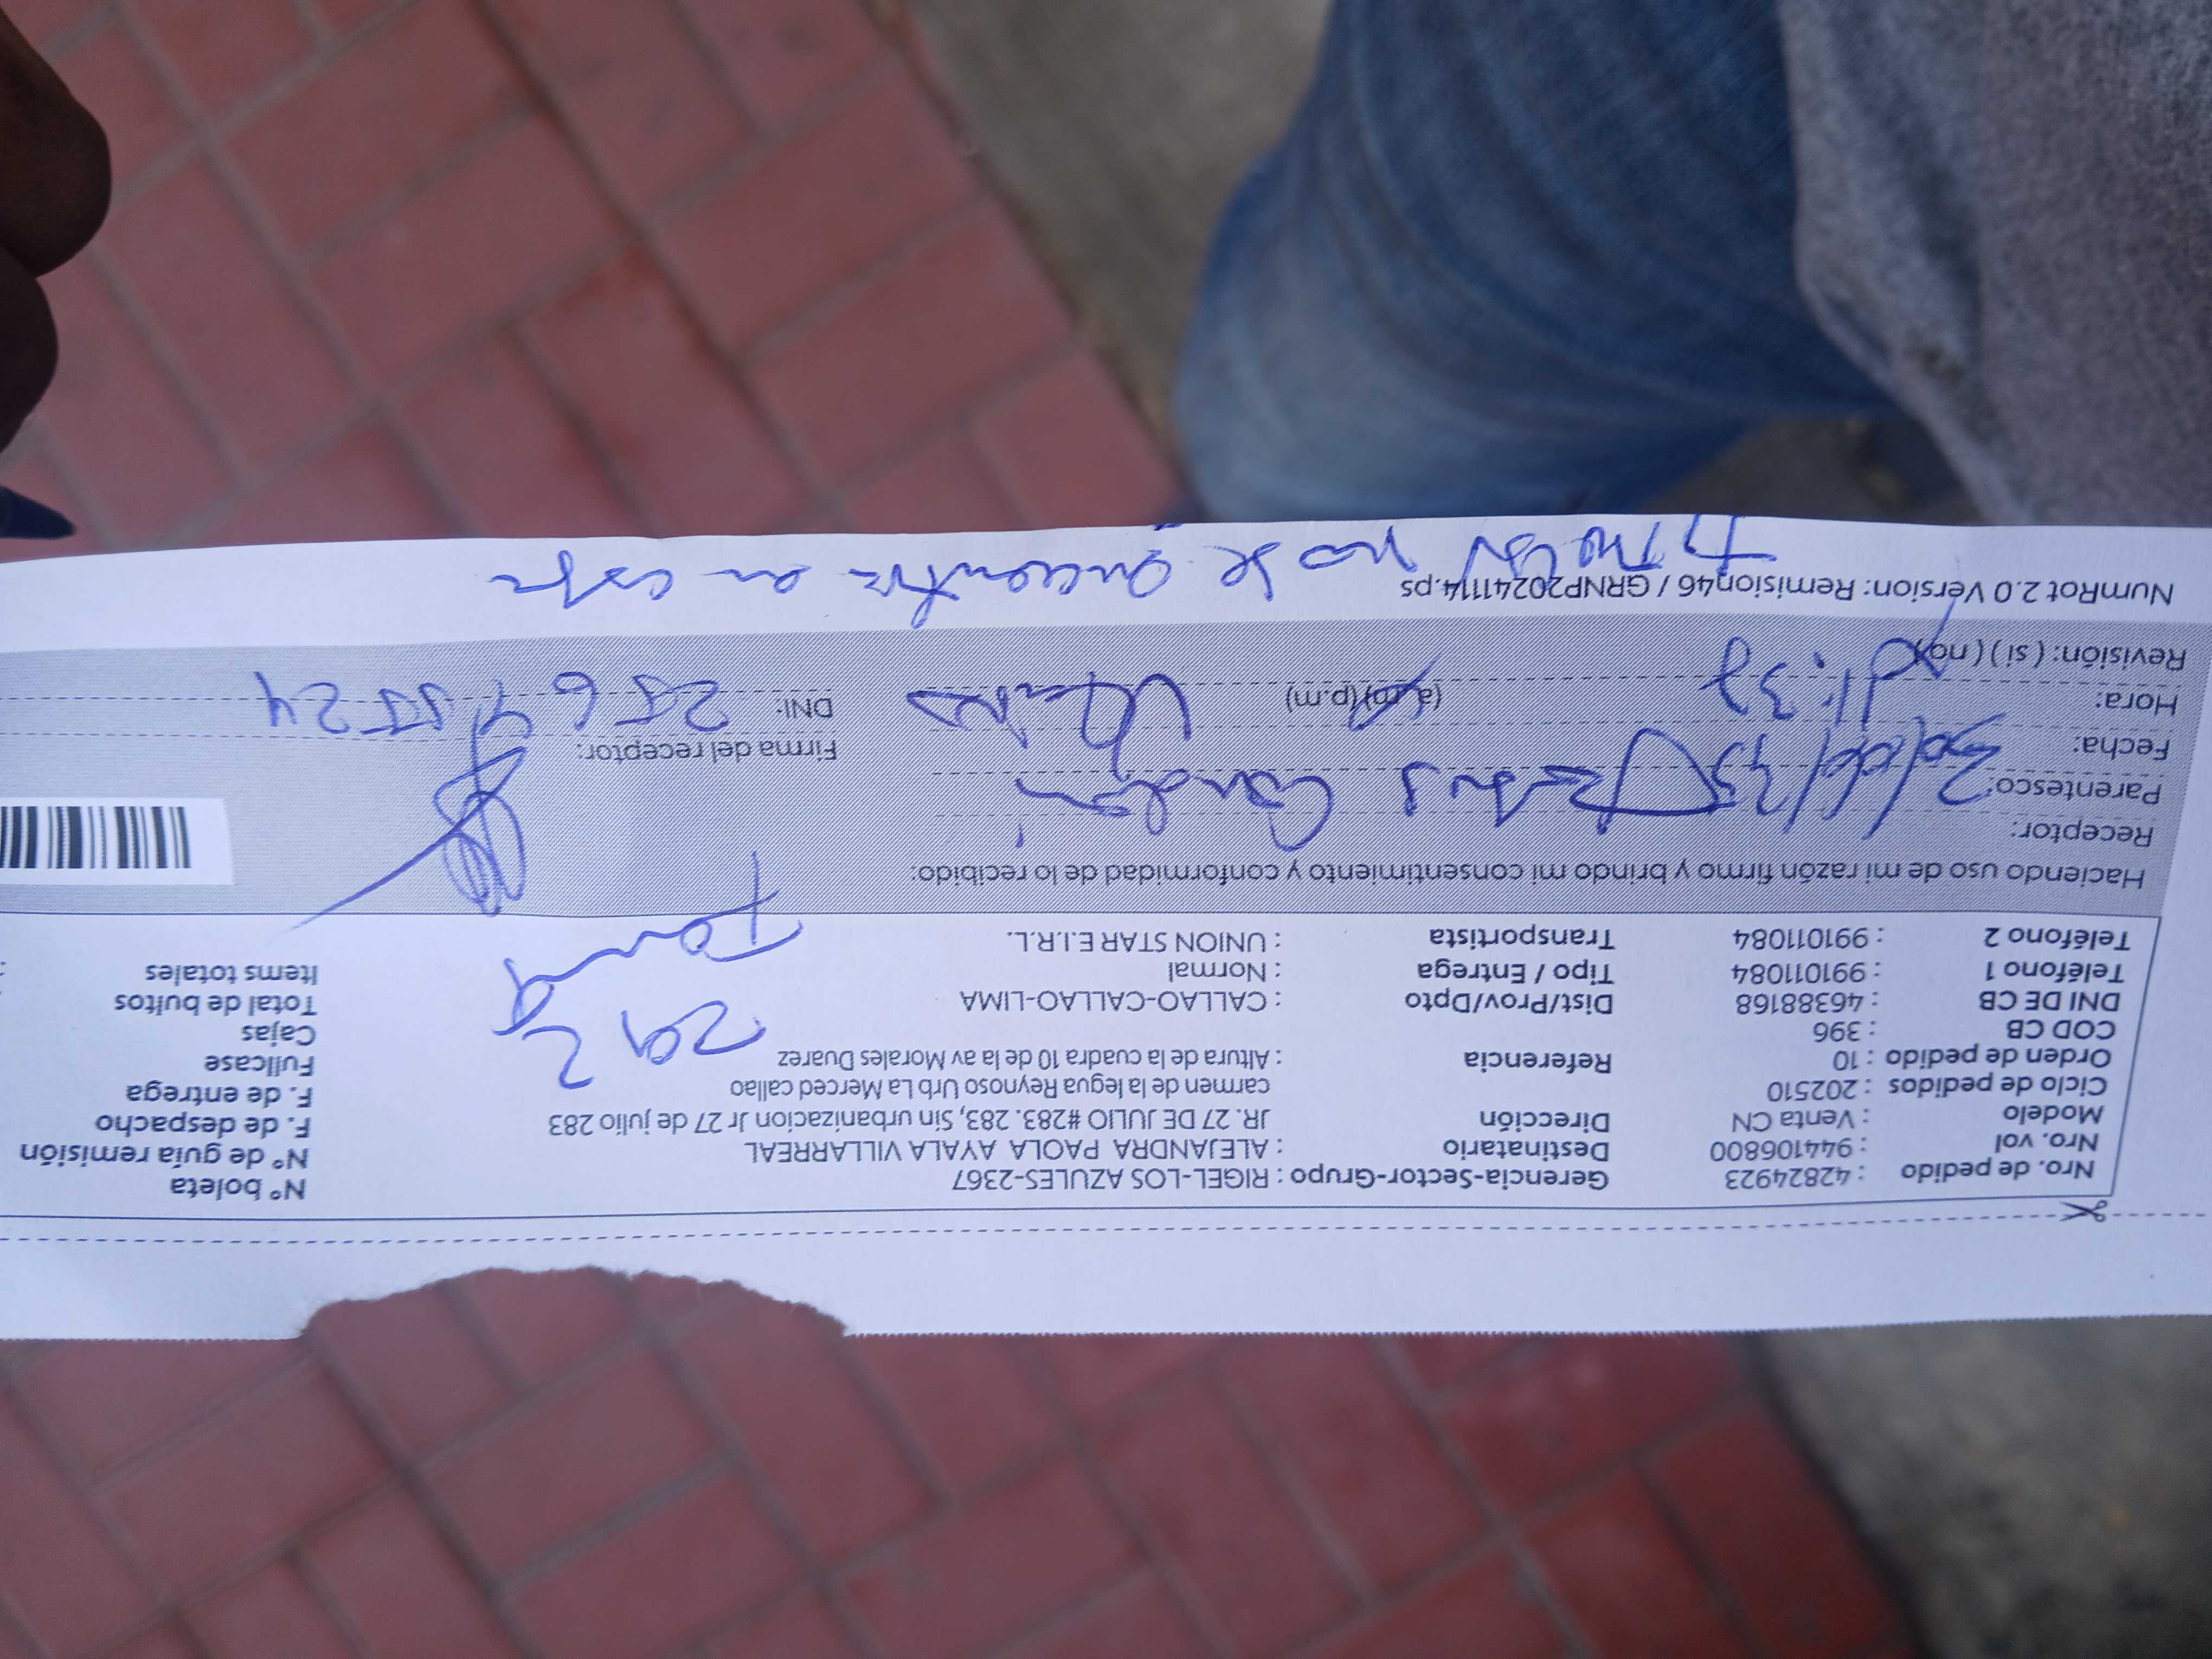 Nro. de pedido : 42824923 Gerencia-Sector-Grupo : RIGEL-LOS AZULES-2367 N° boleta
Nro. vol : 944106800 Destinatario : ALEJANDRA PAOLA AYALA VILLARREAL N° de guía remisión
Modelo : Venta CN Dirección JR. 27 DE JULIO #283. 283, Sin urbanizacion Jr 27 de julio 283 F. de despacho
Ciclo de pedidos : 202510 carmen de la legua Reynoso Urb La Merced callao F. de entrega
Orden de pedido : 10 Referencia : Altura de la cuadra 10 de la av Morales Duarez Fullcase
COD CB : 396 Cajas
DNI DE CB : 46388168 Dist/Prov/Dpto : CALLAO-CALLAO-LIMA Total de bultos
Teléfono 1 : 991011084 Tipo / Entrega : Normal Items totales
Teléfono 2 : 991011084 Transportista : UNION STAR E.I.R.L.
Haciendo uso de mi razón firmo y brindo mi consentimiento y conformidad de lo recibido:
Receptor:
Parentesco:
Fecha: Firma del receptor:
Hora: 11:39 (a.m)(p.m) DNI: 25645524
Revisión: ( si ) ( no )
NumRot 2.0 Version: Remision46 / GRNP20241114.ps
no se encuentra en casa